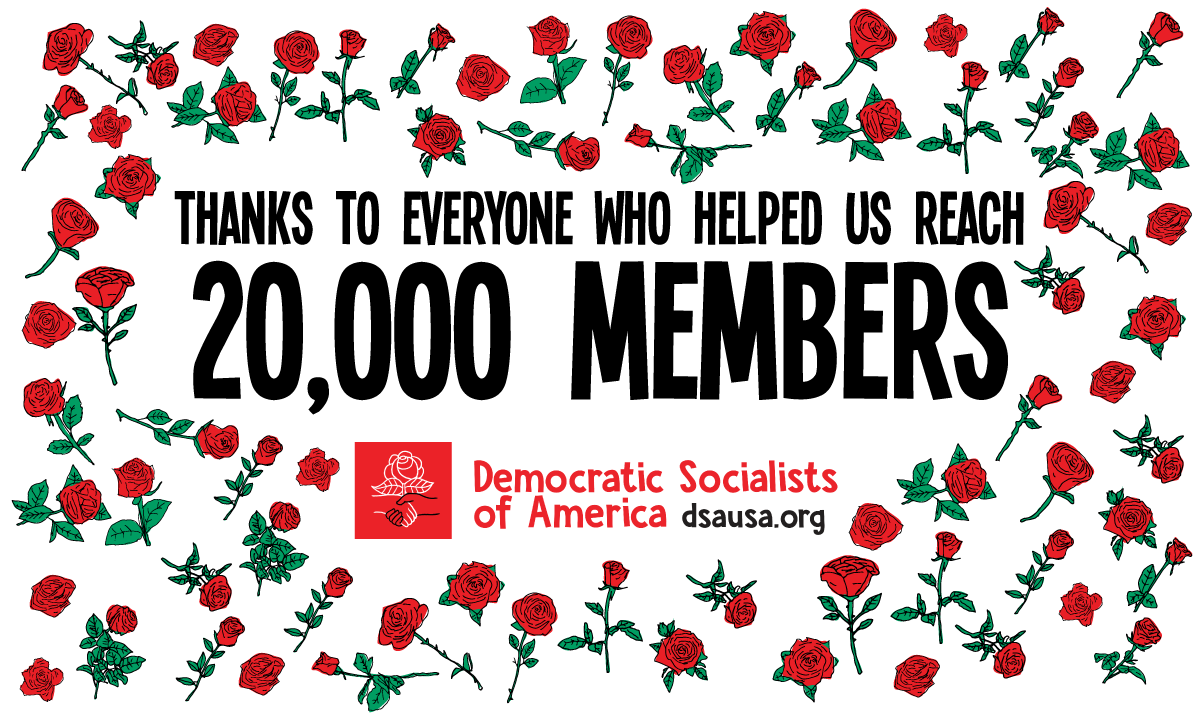 THANKS TO EVERYONE WHO HELPED US REACH
20,000 MEMBERS
Democratic Socialists
of America dsausa.org